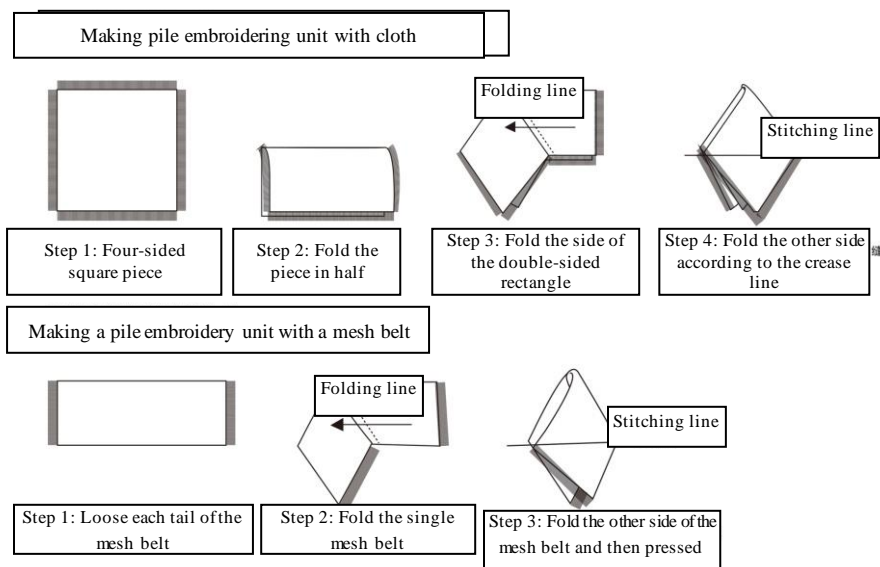 Making pile embroidering unit with cloth
Folding line
Stitching line
Step 1: Four-sided
square piece
Step 2: Fold the
piece in half
Step 3: Fold the side of
the double-sided
rectangle
Step 4: Fold the other side
according to the crease
line
Making a pile embroidery unit with a mesh belt
Folding line
Stitching line
Step 1: Loose each tail of the
mesh belt
Step 2: Fold the single
mesh belt
Step 3: Fold the other side of the
mesh belt and then pressed